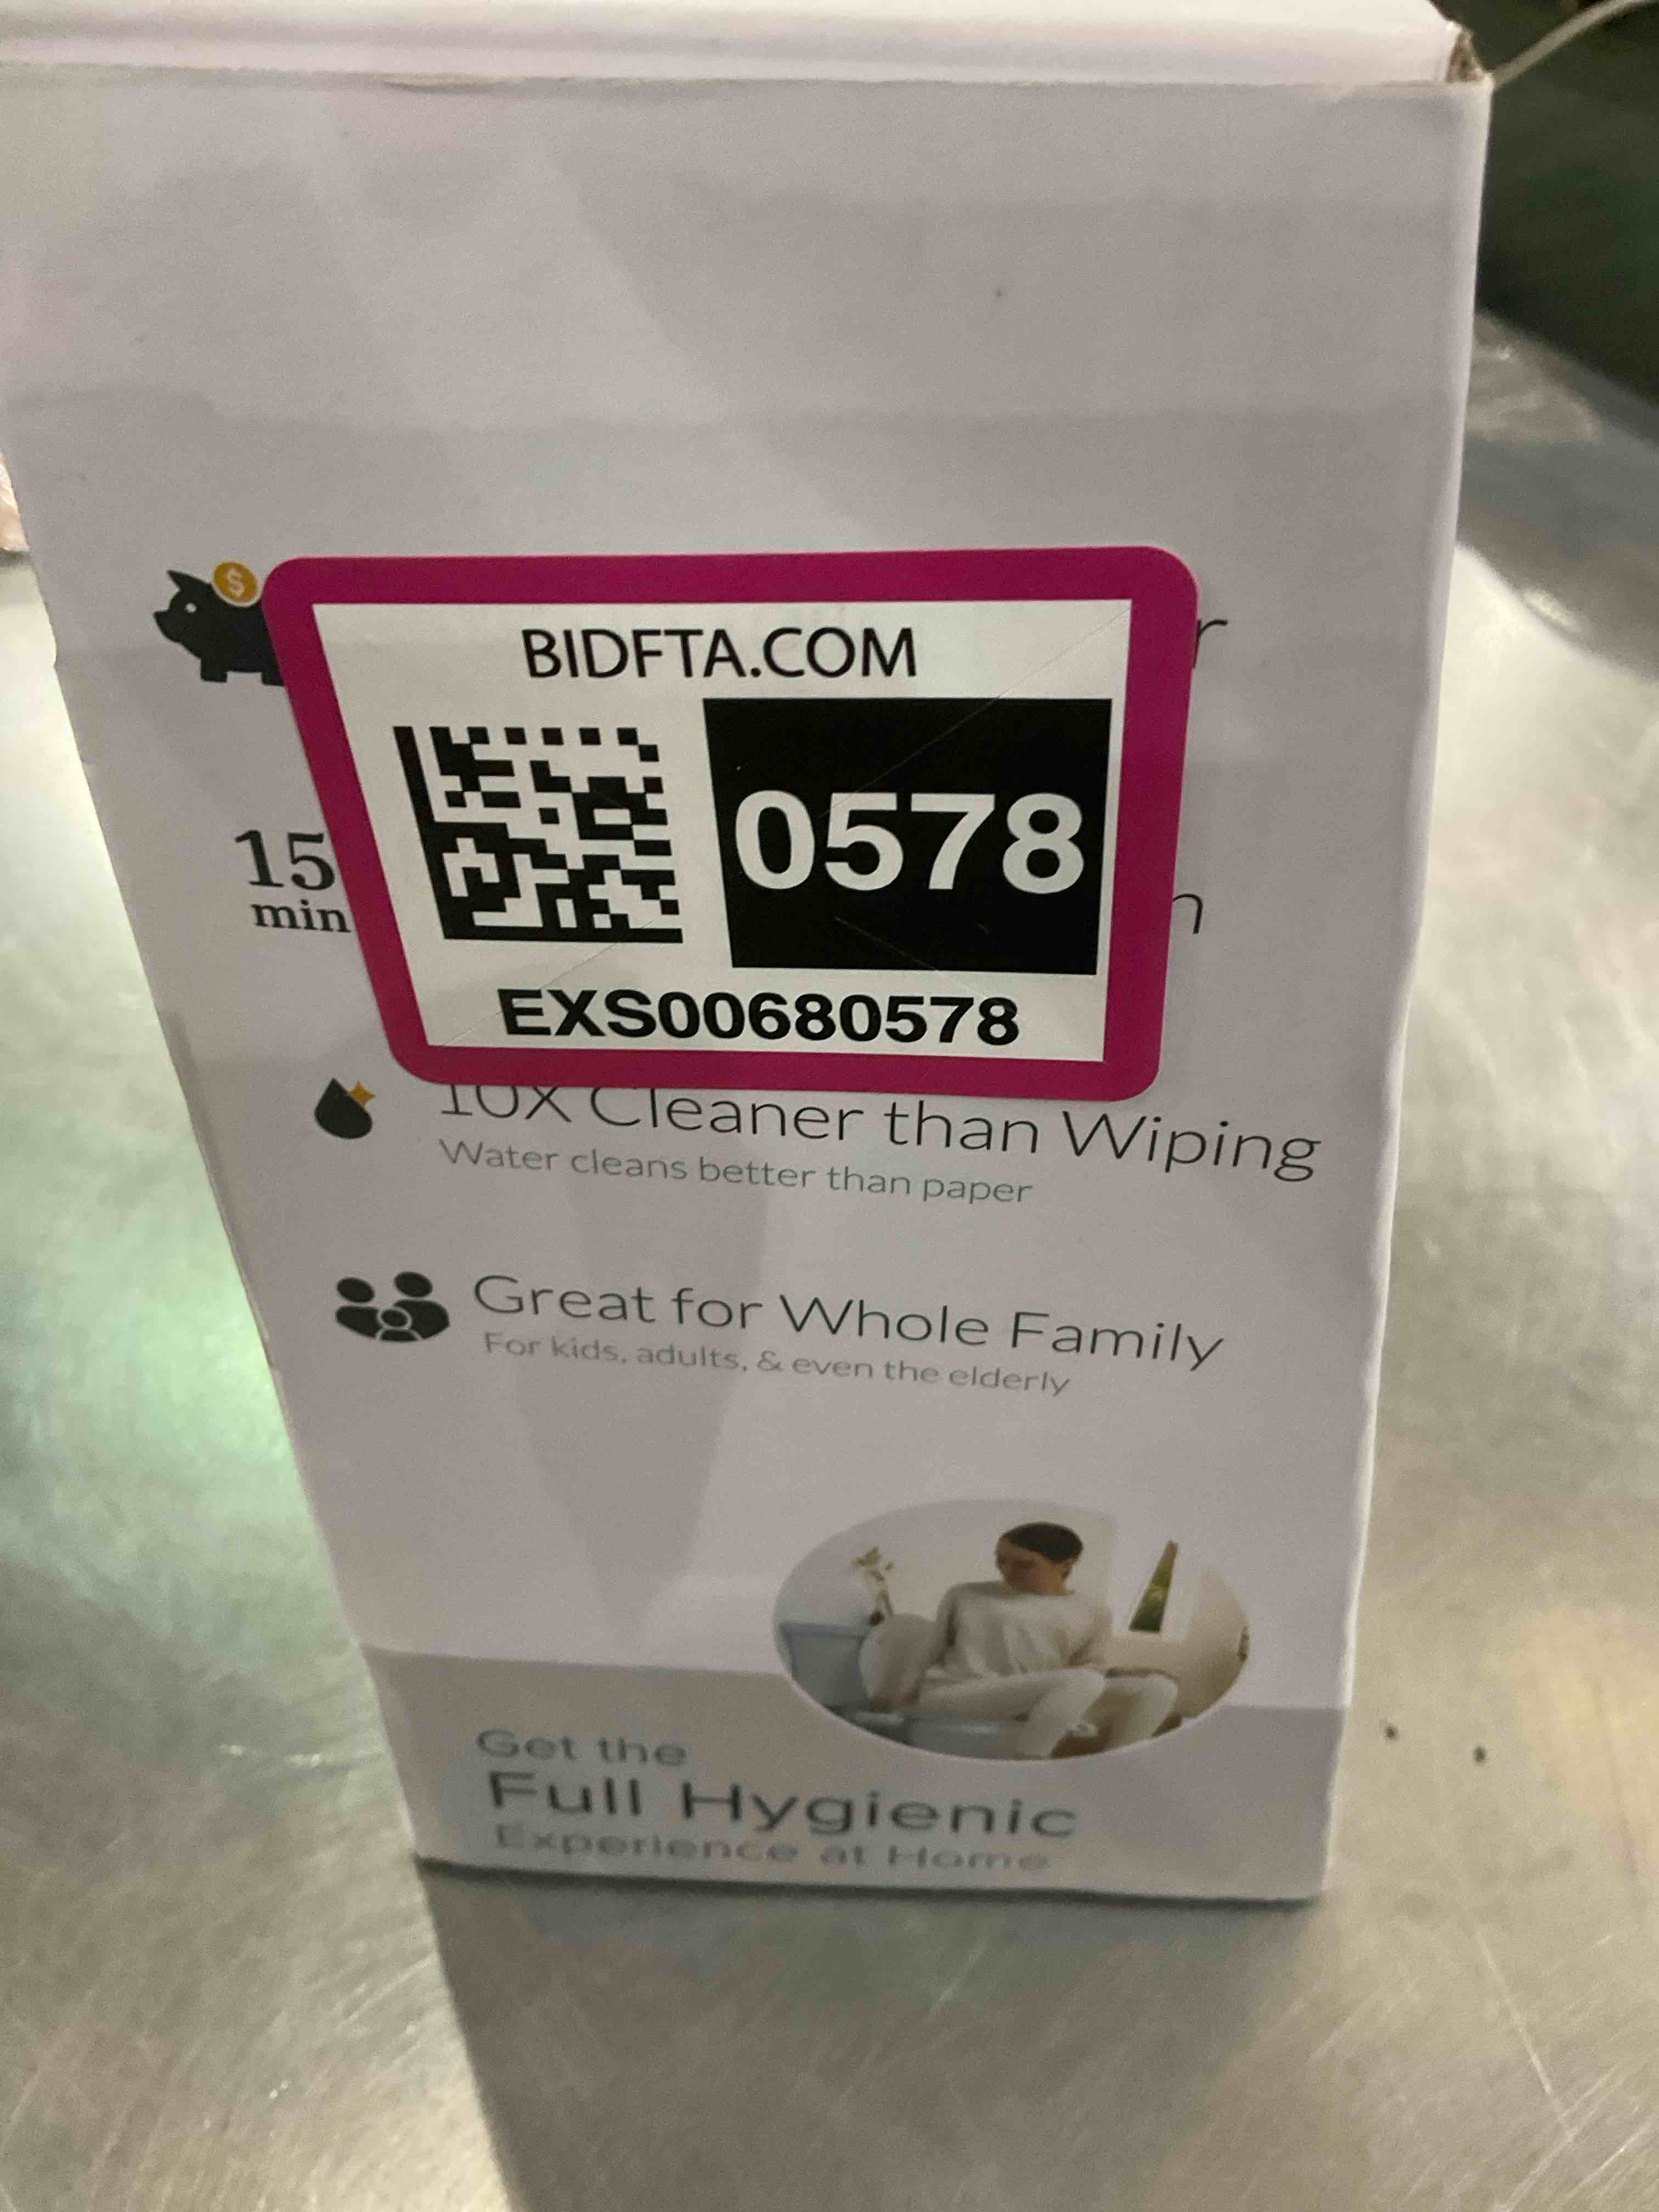 $
BIDFTA.COM
r
0578
15
min
n
EXS00680578
10X Cleaner than Wiping
Water cleans better than paper
Great for Whole Family
For kids, adults, & even the elderly
Get the
Full Hygienic
Experience at Home